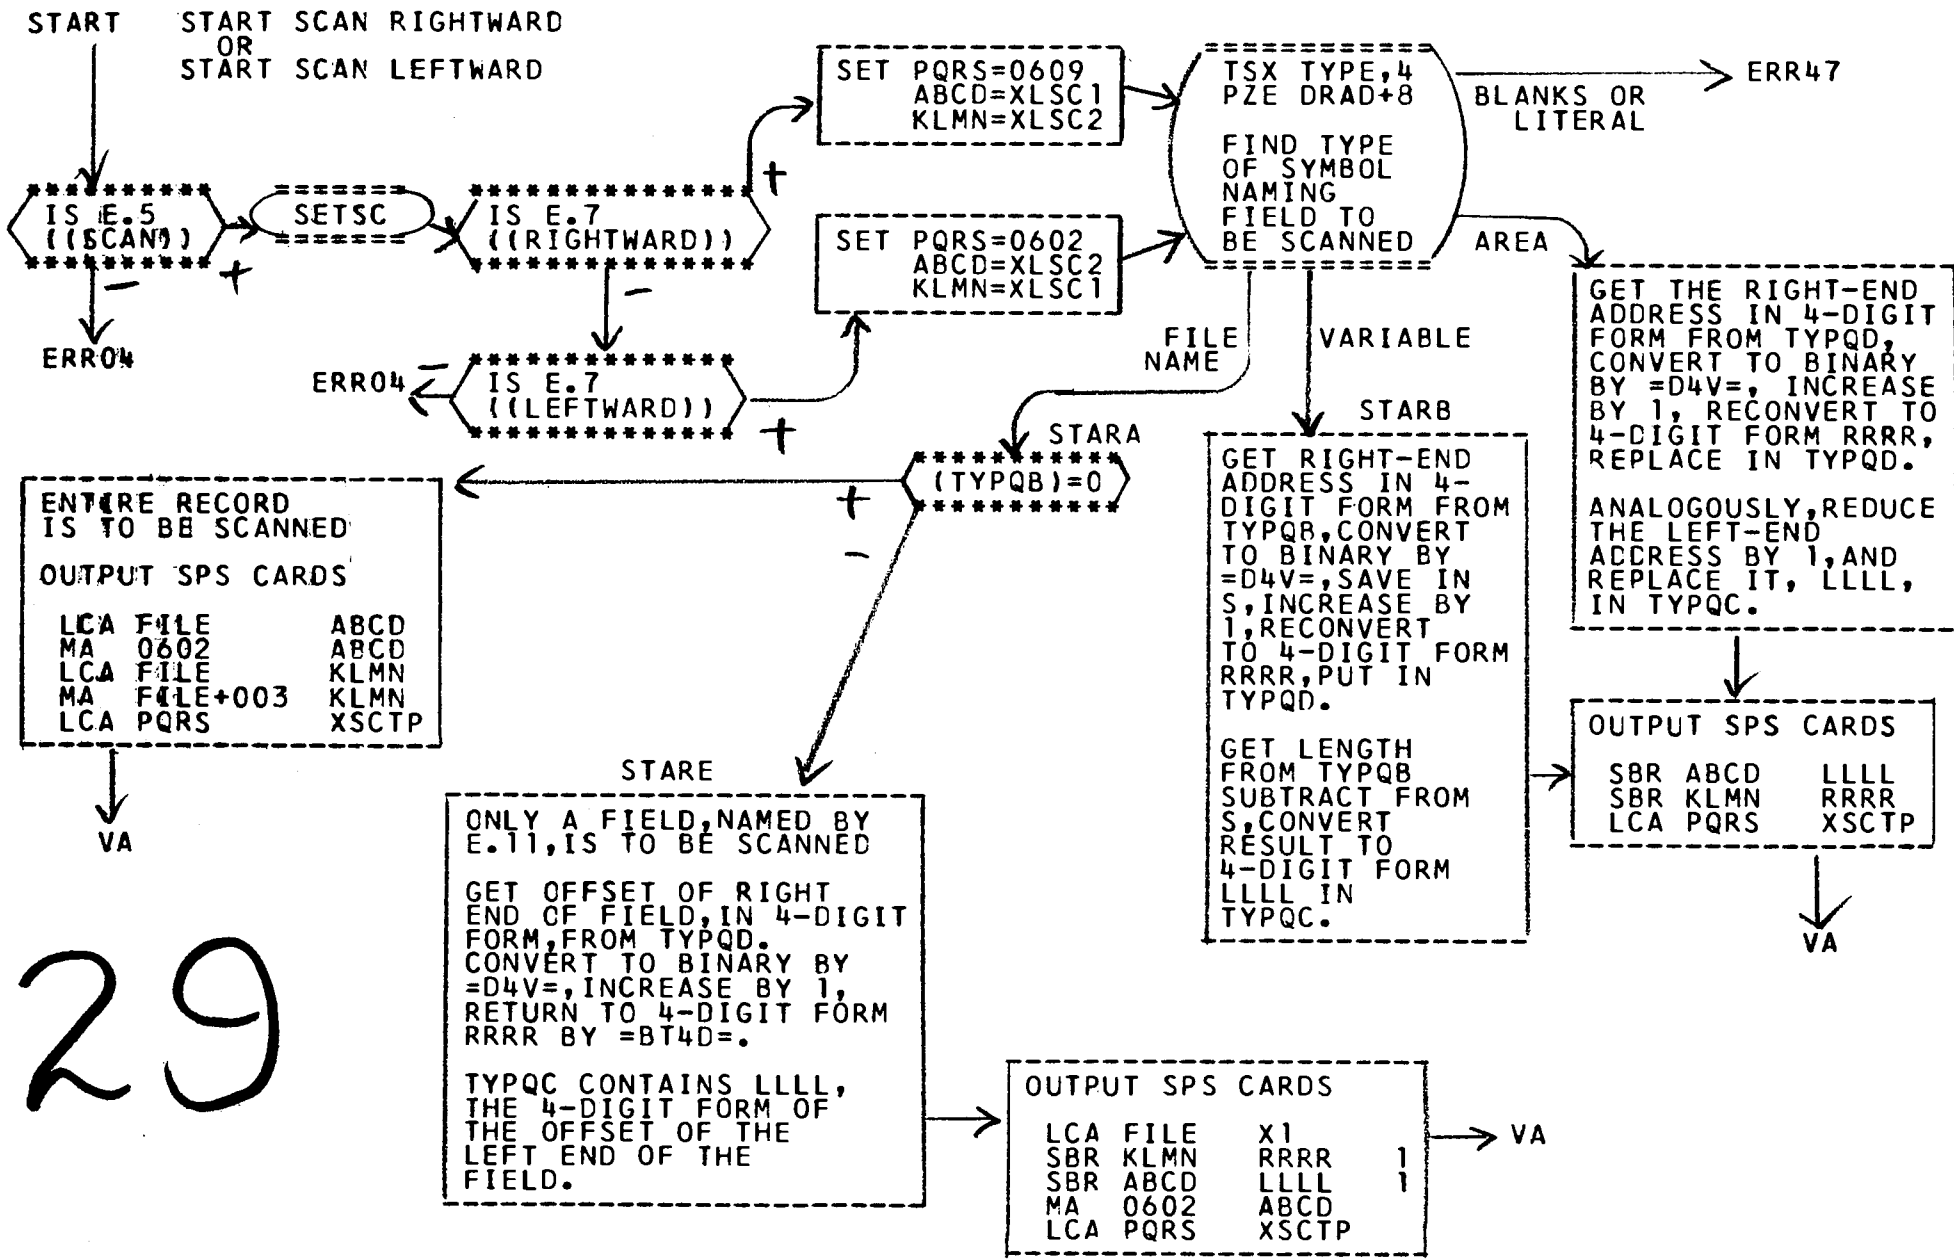 START START SCAN RIGHTWARD
OR
START SCAN LEFTWARD
IS E.5
((SCAN))
+
-
ERR04
SETSC
IS E.7
((RIGHTWARD))
+
-
IS E.7
((LEFTWARD))
-
ERR04
+
SET PQRS=0609
ABCD=XLSC1
KLMN=XLSC2
SET PQRS=0602
ABCD=XLSC2
KLMN=XLSC1
TSX TYPE,4
PZE DRAD+8
FIND TYPE
OF SYMBOL
NAMING
FIELD TO
BE SCANNED
ERR47
BLANKS OR
LITERAL
AREA
FILE
NAME
VARIABLE
GET THE RIGHT-END
ADDRESS IN 4-DIGIT
FORM FROM TYPQD,
CONVERT TO BINARY
BY =D4V=, INCREASE
BY 1, RECONVERT TO
4-DIGIT FORM RRRR,
REPLACE IN TYPQD.
ANALOGOUSLY,REDUCE
THE LEFT-END
ADDRESS BY 1,AND
REPLACE IT, LLLL,
IN TYPQC.
STARA
(TYPQB)=0
+
-
ENTIRE RECORD
IS TO BE SCANNED
OUTPUT SPS CARDS
LCA FILE ABCD
MA 0602 ABCD
LCA FILE KLMN
MA FILE+003 KLMN
LCA PQRS XSCTP
VA
STARB
GET RIGHT-END
ADDRESS IN 4-
DIGIT FORM FROM
TYPQB,CONVERT
TO BINARY BY
=D4V=,SAVE IN
S,INCREASE BY
1,RECONVERT
TO 4-DIGIT FORM
RRRR,PUT IN
TYPQD.
GET LENGTH
FROM TYPQB
SUBTRACT FROM
S,CONVERT
RESULT TO
4-DIGIT FORM
LLLL IN
TYPQC.
OUTPUT SPS CARDS
SBR ABCD LLLL
SBR KLMN RRRR
LCA PQRS XSCTP
VA
STARE
ONLY A FIELD,NAMED BY
E.11,IS TO BE SCANNED
GET OFFSET OF RIGHT
END OF FIELD,IN 4-DIGIT
FORM,FROM TYPQD.
CONVERT TO BINARY BY
=D4V=,INCREASE BY 1,
RETURN TO 4-DIGIT FORM
RRRR BY =BT4D=.
TYPQC CONTAINS LLLL,
THE 4-DIGIT FORM OF
THE OFFSET OF THE
LEFT END OF THE
FIELD.
OUTPUT SPS CARDS
LCA FILE X1
SBR KLMN RRRR 1
SBR ABCD LLLL 1
MA 0602 ABCD
LCA PQRS XSCTP
VA
29